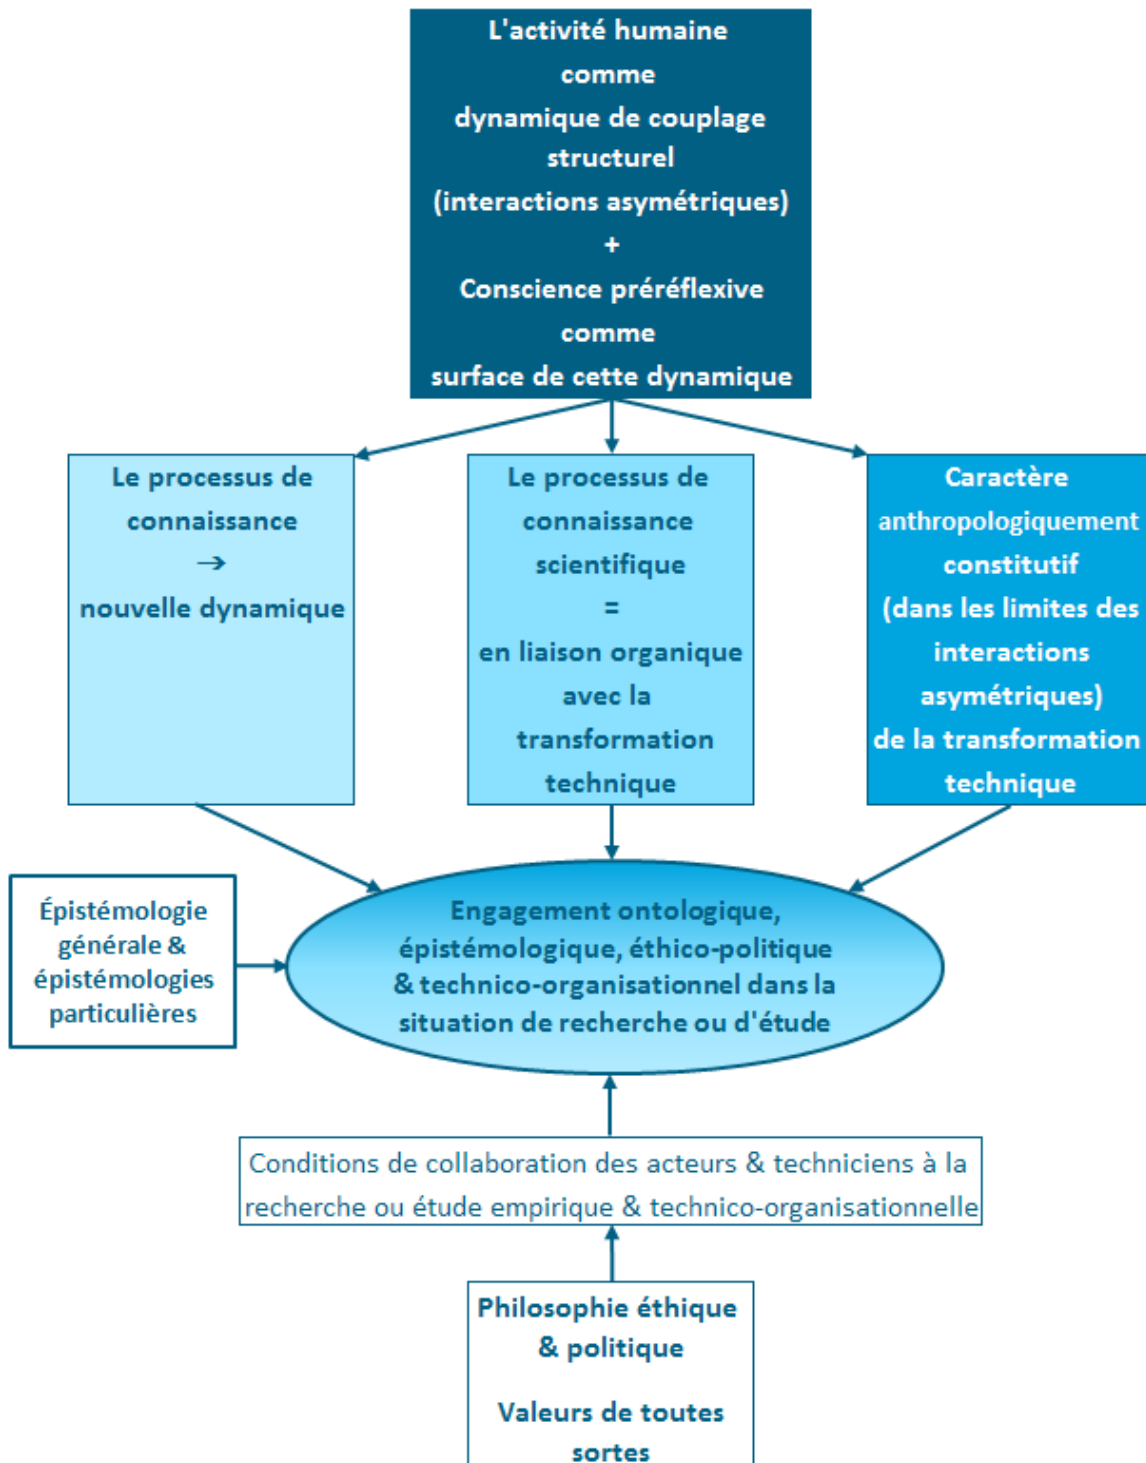 L'activité humaine
comme
dynamique de couplage
structurel
(interactions asymétriques)
+
Conscience préréflexive
comme
surface de cette dynamique
Le processus de
connaissance
→
nouvelle dynamique
Le processus de
connaissance
scientifique
=
en liaison organique
avec la
transformation
technique
Caractère
anthropologiquement
constitutif
(dans les limites des
interactions
asymétriques)
de la transformation
technique
Épistémologie
générale &
épistémologies
particulières
Engagement ontologique,
épistémologique, éthico-politique
& technico-organisationnel dans la
situation de recherche ou d'étude
Conditions de collaboration des acteurs & techniciens à la
recherche ou étude empirique & technico-organisationnelle
Philosophie éthique
& politique
Valeurs de toutes
sortes